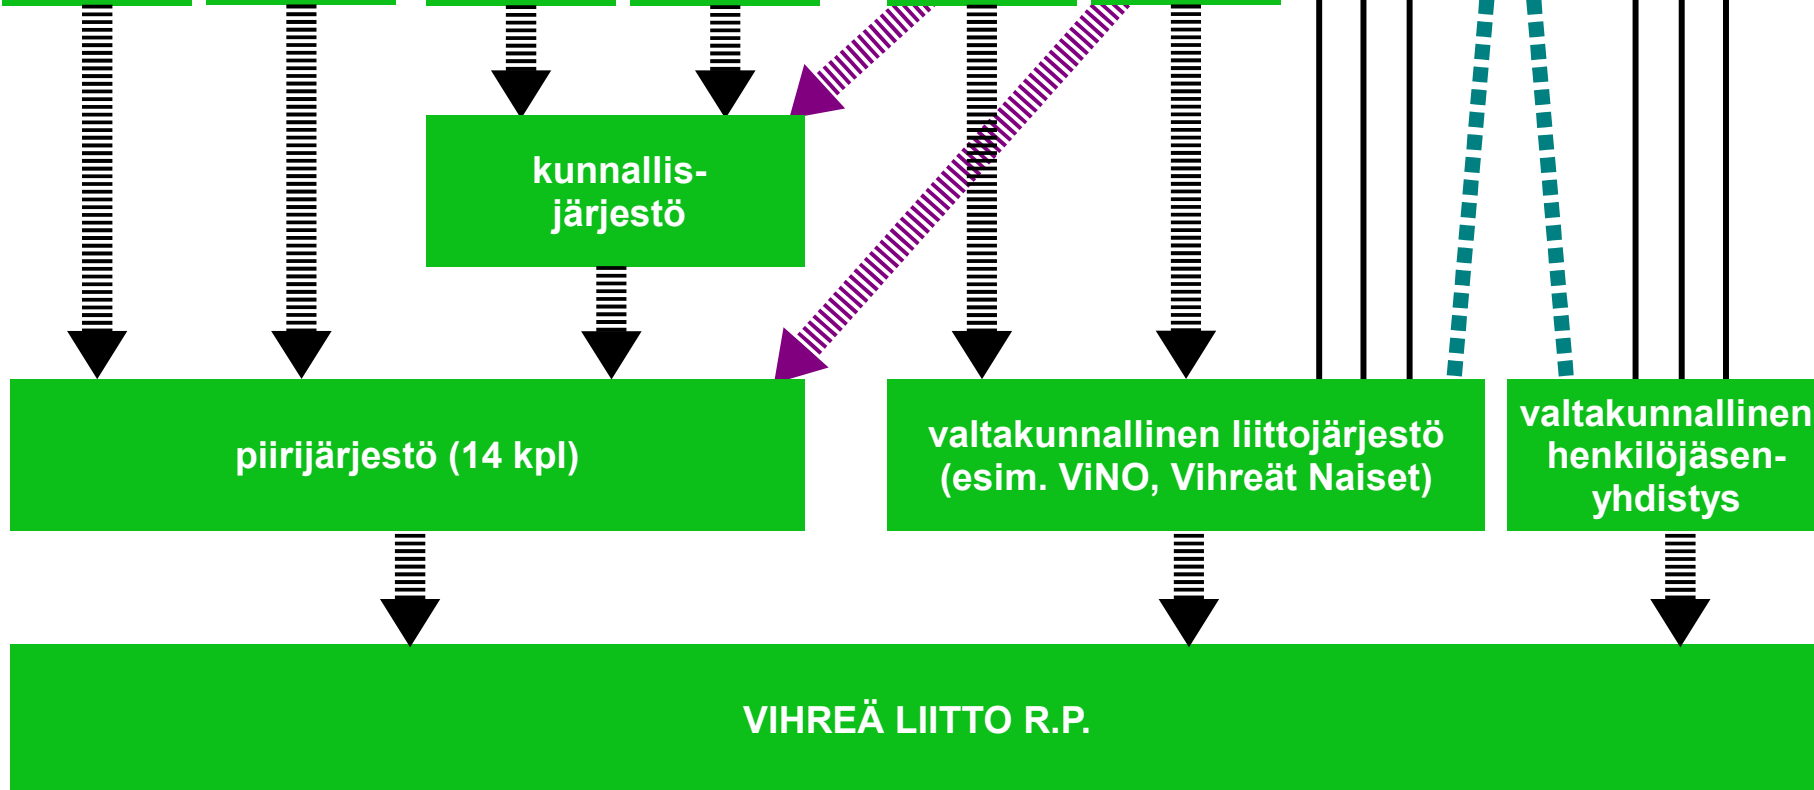 kunnallis-
järjestö
piirijärjestö (14 kpl)
valtakunnallinen liittojärjestö
(esim. ViNO, Vihreät Naiset)
valtakunnallinen
henkilöjäsen-
yhdistys
VIHREÄ LIITTO R.P.